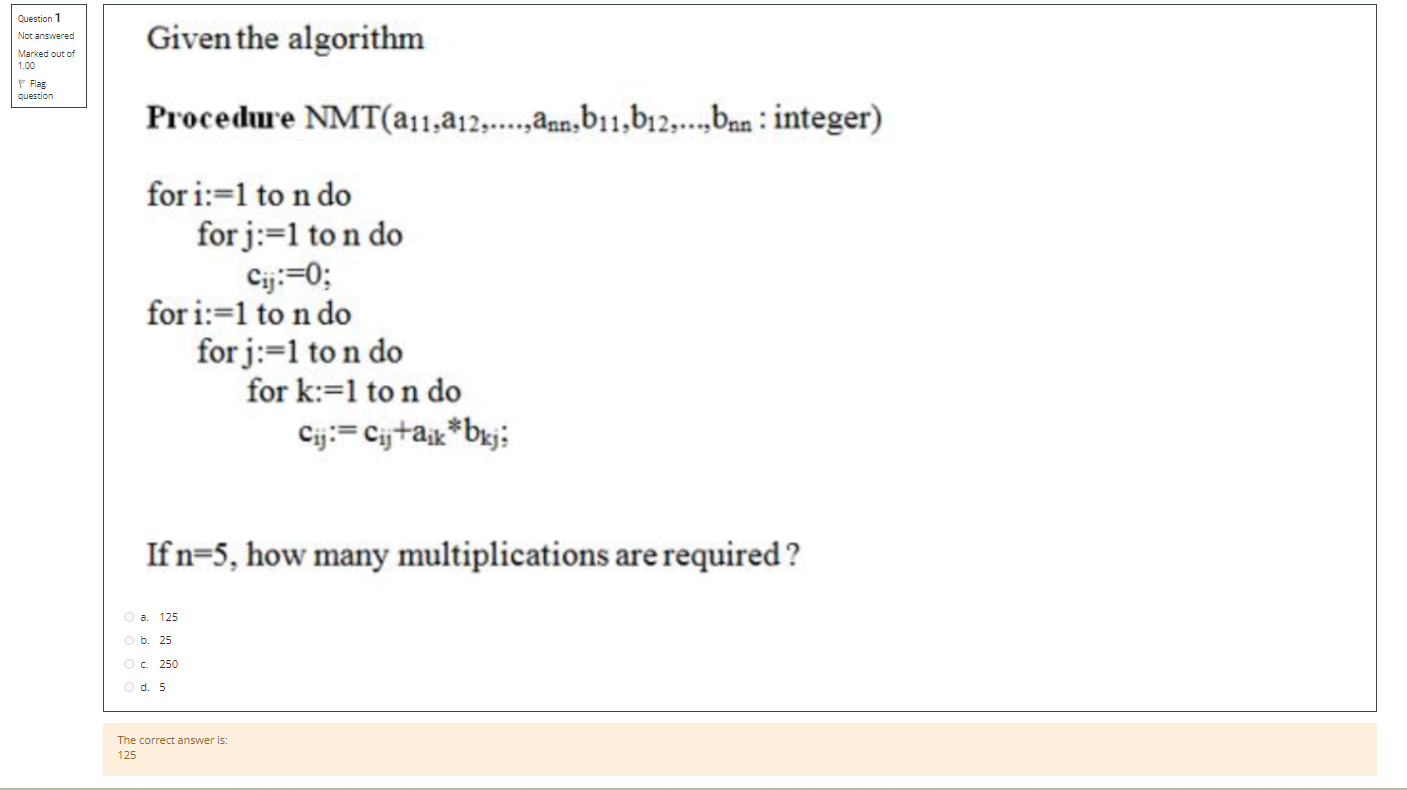 Question 1
Not answered
Marked out of
1.00
Flag
question
Given the algorithm
Procedure NMT(a11,a12,.....,ann,b11,b12,...,bnn : integer)
for i:=1 to n do
for j:=1 to n do
cij:=0;
for i:=1 to n do
for j:=1 to n do
for k:=1 to n do
cij:= cij+aik*bkj;
If n=5, how many multiplications are required ?
a. 125
b. 25
c. 250
d. 5
The correct answer is:
125